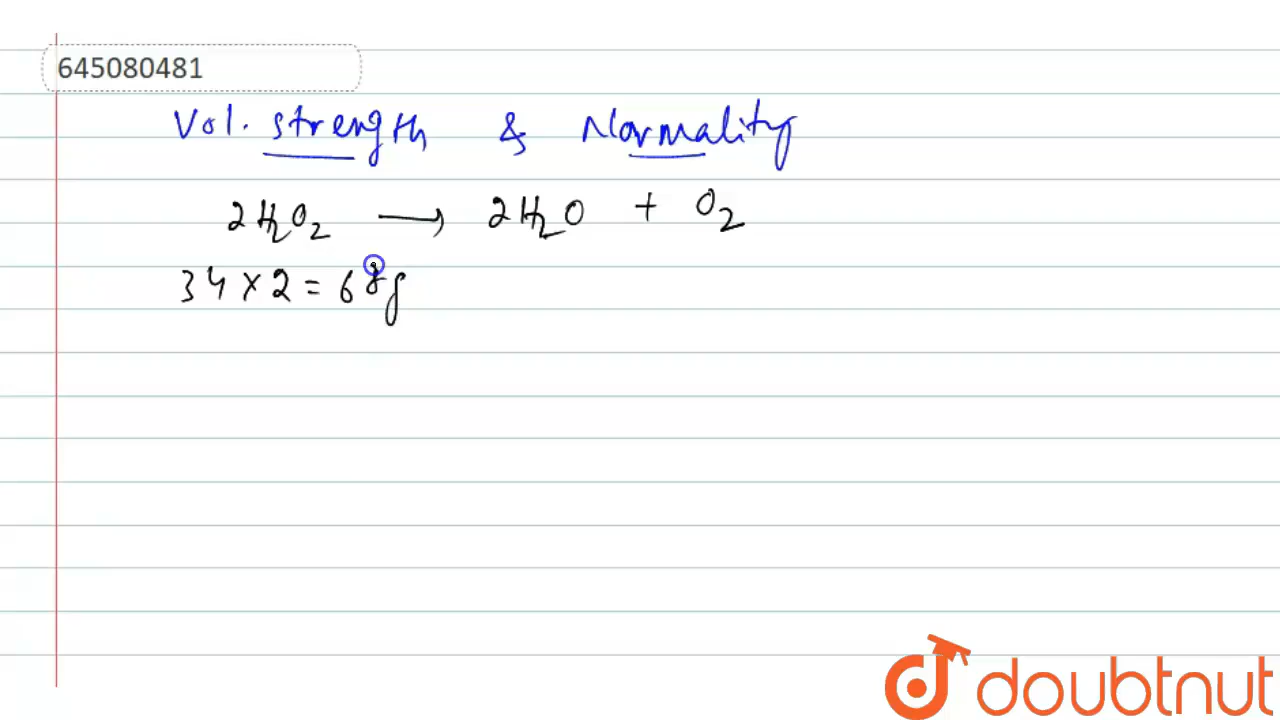 645080481
Vol. strength & Normality
2H₂O₂ → 2H₂O + O₂
34 × 2 = 68g
doubtnut